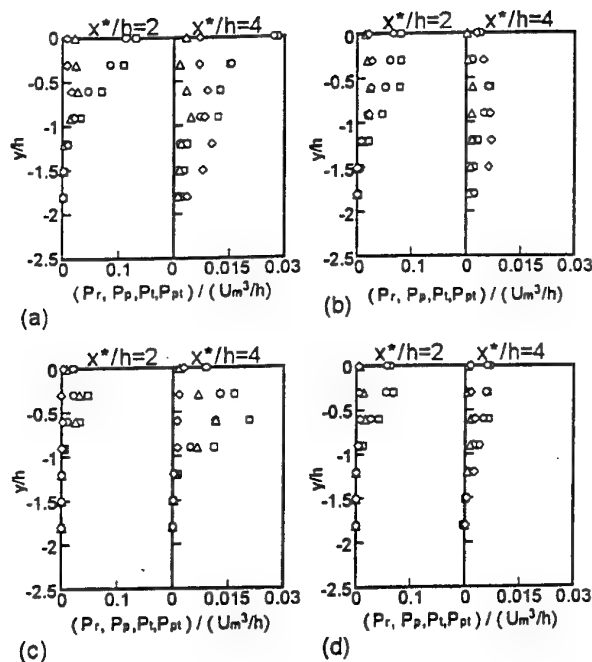 x*/h=2 x*/h=4
0
-0.5
-1
-1.5
-2
-2.5
y/h
0 0.1 0 0.015 0.03
(Pr, Pp,Pt,Ppt)/(Um³/h)
(a)
x*/h=2 x*/h=4
0
-0.5
-1
-1.5
-2
-2.5
y/h
0 0.1 0 0.015 0.03
(Pr, Pp,Pt,Ppt)/(Um³/h)
(b)
x*/h=2 x*/h=4
0
-0.5
-1
-1.5
-2
-2.5
y/h
0 0.1 0 0.015 0.03
(Pr, Pp,Pt,Ppt)/(Um³/h)
(c)
x*/h=2 x*/h=4
0
-0.5
-1
-1.5
-2
-2.5
y/h
0 0.1 0 0.015 0.03
(Pr, Pp,Pt,Ppt)/(Um³/h)
(d)